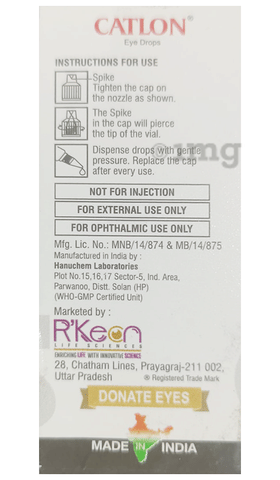 CATLON®
Eye Drops
INSTRUCTIONS FOR USE
Spike
Tighten the cap on
the nozzle as shown.
The Spike
in the cap will pierce
the tip of the vial.
1mg
Dispense drops with gentle
pressure. Replace the cap
after every use.
NOT FOR INJECTION
FOR EXTERNAL USE ONLY
FOR OPHTHALMIC USE ONLY
Mfg. Lic. No.: MNB/14/874 & MB/14/875
Manufactured in India by :
Hanuchem Laboratories
Plot No.15,16,17 Sector-5, Ind. Area,
Parwanoo, Distt. Solan (HP)
(WHO-GMP Certified Unit)
Marketed by :
R'Keon
LIFE SCIENCES
ENRICHING LIFE WITH INNOVATIVE SCIENCE
28, Chatham Lines, Prayagraj-211 002,
Uttar Pradesh ® Registered Trade Mark
DONATE EYES
MADE IN INDIA